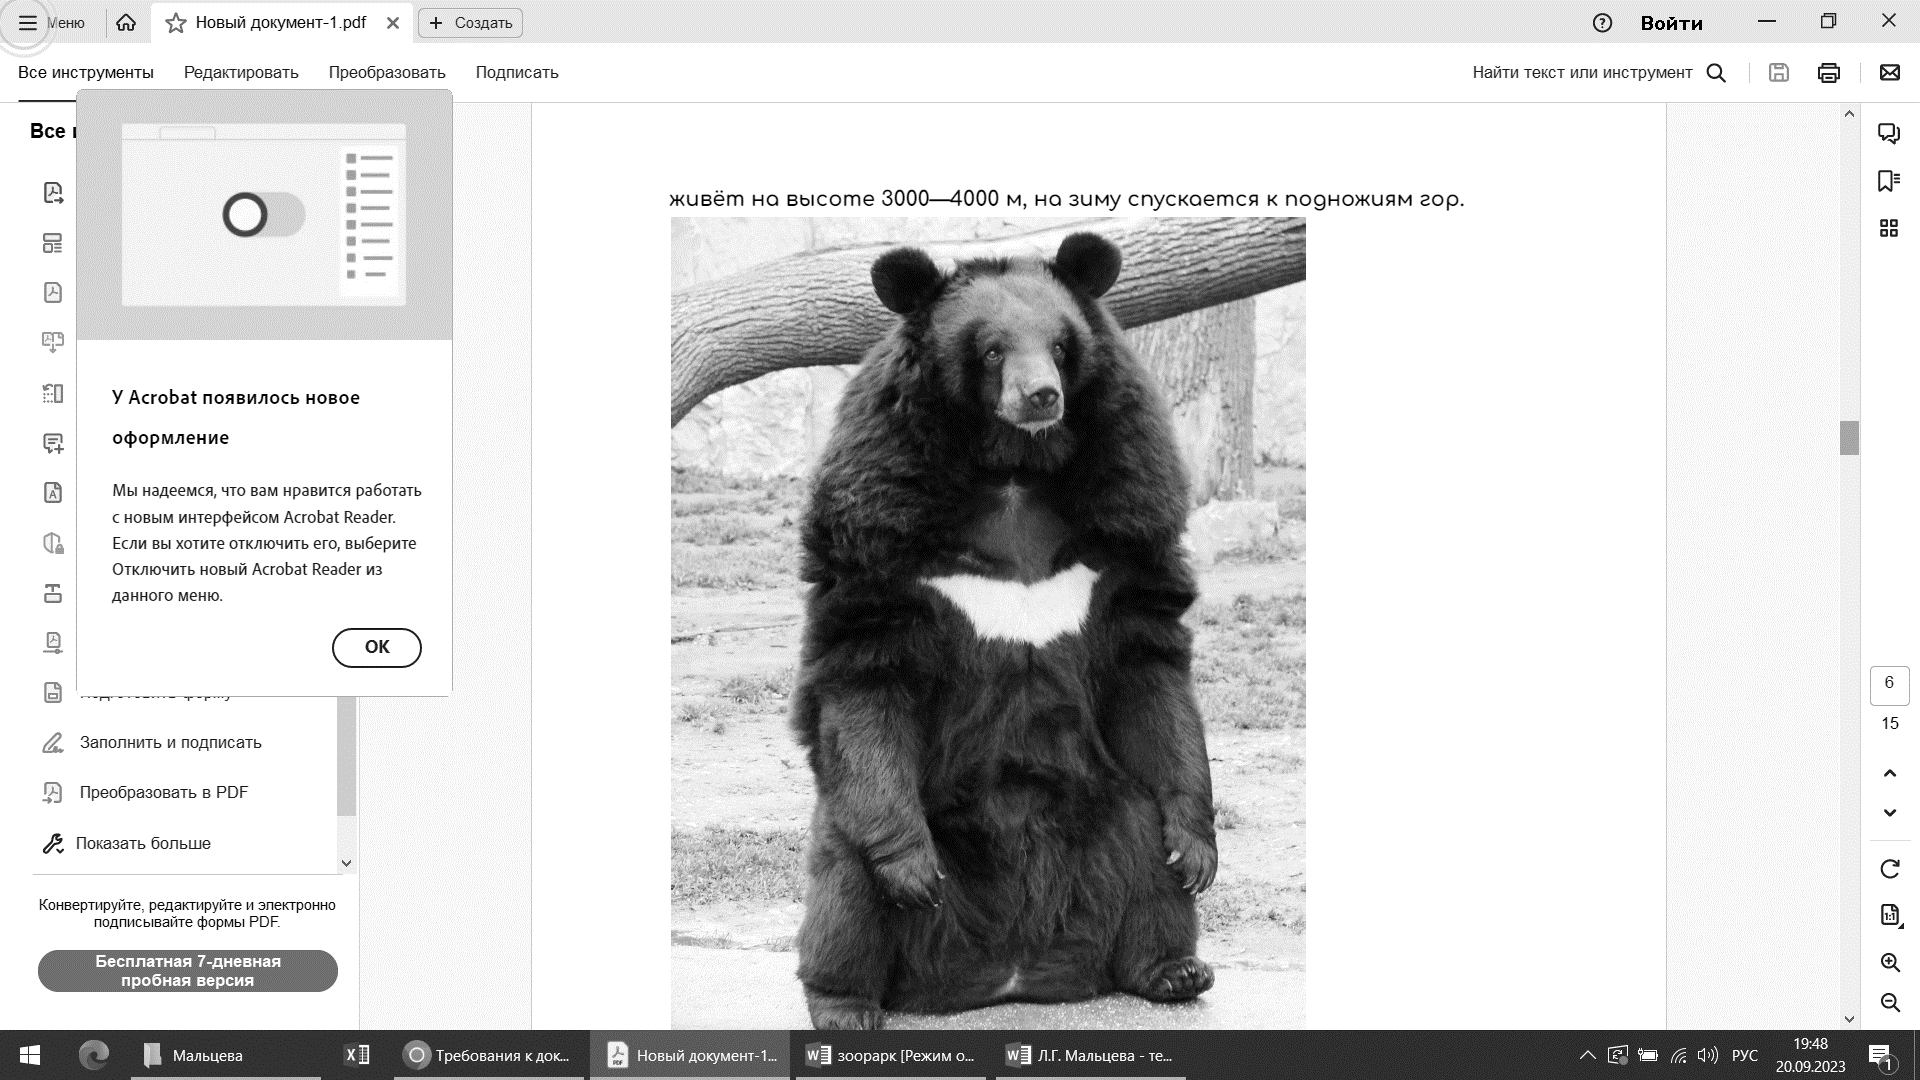 Меню
Новый документ-1.pdf
Создать
Войти
Все инструменты
Редактировать
Преобразовать
Подписать
Найти текст или инструмент
Все
У Acrobat появилось новое
оформление
Мы надеемся, что вам нравится работать
с новым интерфейсом Acrobat Reader.
Если вы хотите отключить его, выберите
Отключить новый Acrobat Reader из
данного меню.
OK
Заполнить и подписать
Преобразовать в PDF
Показать больше
Конвертируйте, редактируйте и электронно
подписывайте формы PDF.
Бесплатная 7-дневная
пробная версия
живёт на высоте 3000—4000 м, на зиму спускается к подножиям гор.
6
15
Мальцева
Требования к док...
Новый документ-1...
зоорарк [Режим о...
Л.Г. Мальцева - те...
РУС
19:48
20.09.2023
1